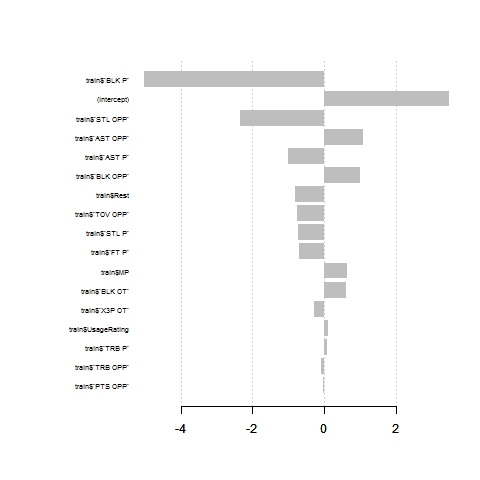 train$`BLK P`
(Intercept)
train$`STL OPP`
train$`AST OPP`
train$`AST P`
train$`BLK OPP`
train$Rest
train$`TOV OPP`
train$`STL P`
train$`FT P`
train$MP
train$`BLK OT`
train$`X3P OT`
train$UsageRating
train$`TRB P`
train$`TRB OPP`
train$`PTS OPP`
-4 -2 0 2